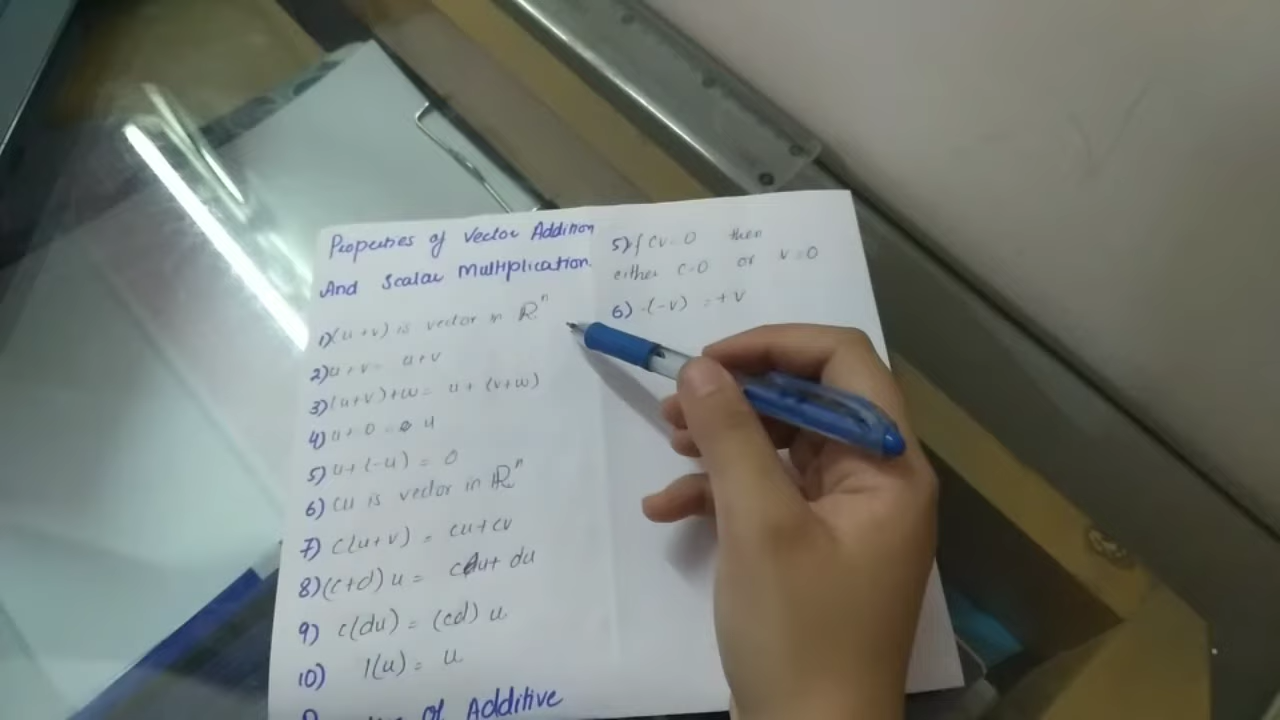 Properties of Vector Addition
And Scalar Multiplication.
1) (u+v) is vector in ℝⁿ
2) u+v = u+v
3) (u+v)+w = u+(v+w)
4) u+0 = u
5) u+(-u) = 0
6) cu is vector in ℝⁿ
7) c(u+v) = cu+cv
8) (c+d)u = cu+du
9) c(du) = (cd)u
10) 1(u) = u
of Additive
5) If cv=0 then
either c=0 or v=0
6) -(-v) = +v